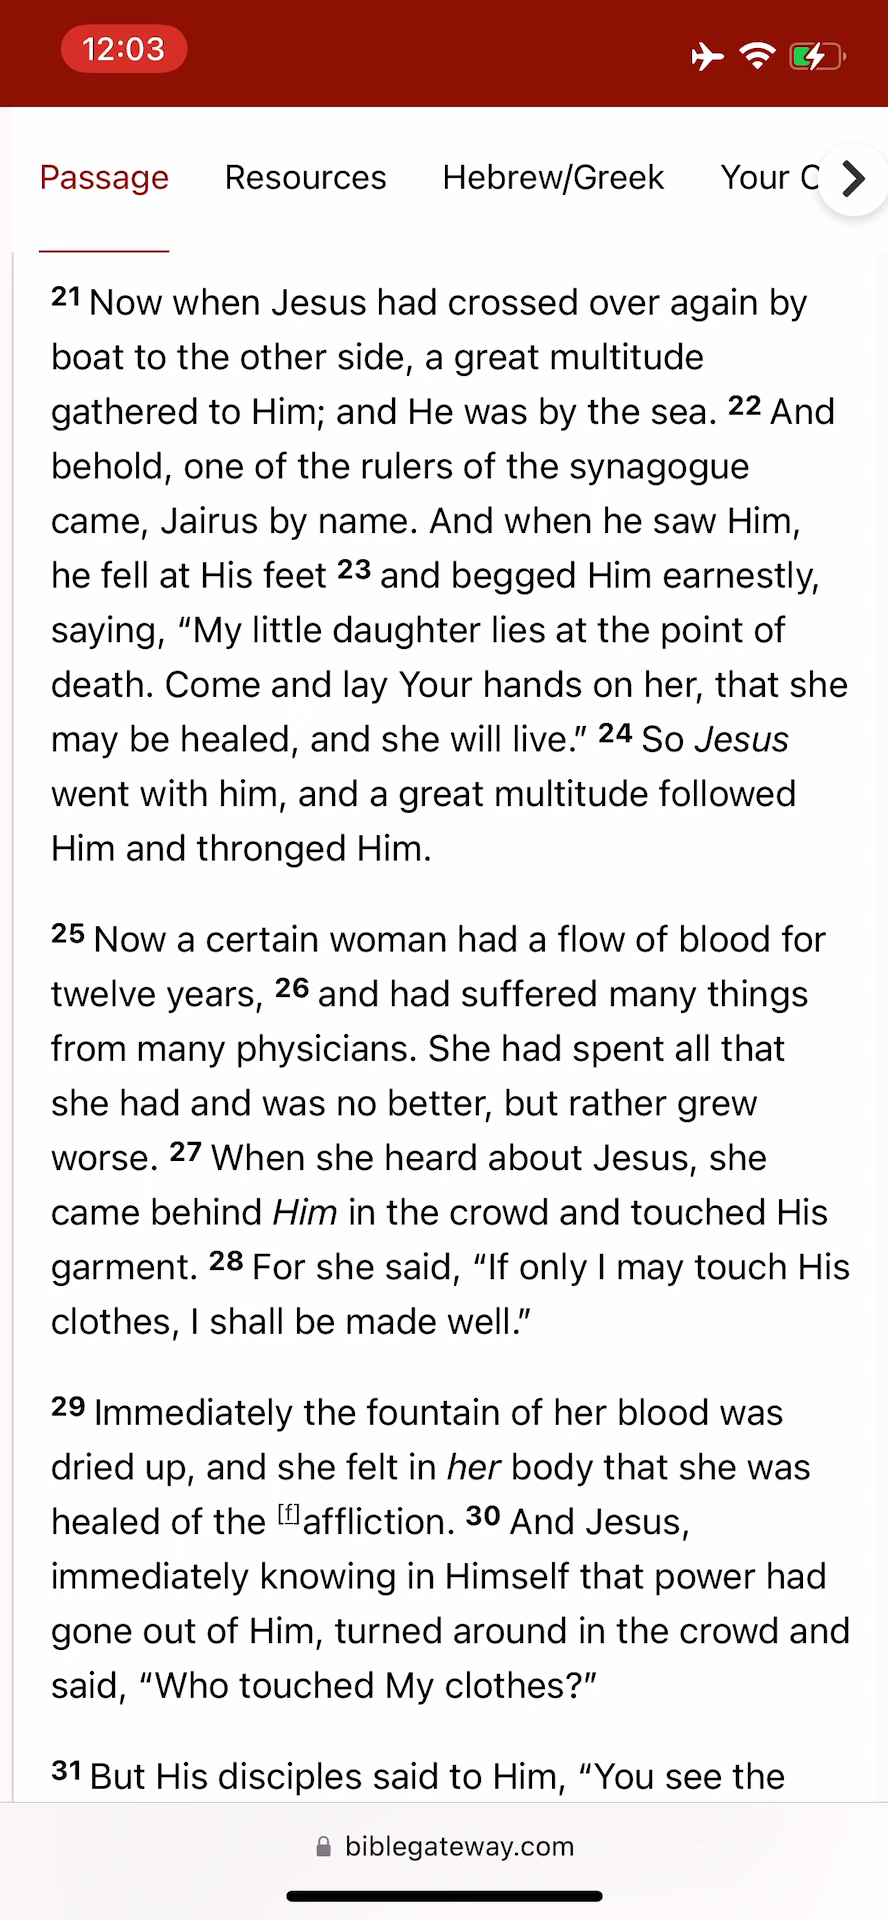 12:03
Passage Resources Hebrew/Greek Your C
21 Now when Jesus had crossed over again by
boat to the other side, a great multitude
gathered to Him; and He was by the sea. 22 And
behold, one of the rulers of the synagogue
came, Jairus by name. And when he saw Him,
he fell at His feet 23 and begged Him earnestly,
saying, “My little daughter lies at the point of
death. Come and lay Your hands on her, that she
may be healed, and she will live.” 24 So Jesus
went with him, and a great multitude followed
Him and thronged Him.
25 Now a certain woman had a flow of blood for
twelve years, 26 and had suffered many things
from many physicians. She had spent all that
she had and was no better, but rather grew
worse. 27 When she heard about Jesus, she
came behind Him in the crowd and touched His
garment. 28 For she said, “If only I may touch His
clothes, I shall be made well.”
29 Immediately the fountain of her blood was
dried up, and she felt in her body that she was
healed of the [f]affliction. 30 And Jesus,
immediately knowing in Himself that power had
gone out of Him, turned around in the crowd and
said, “Who touched My clothes?”
31 But His disciples said to Him, “You see the
biblegateway.com